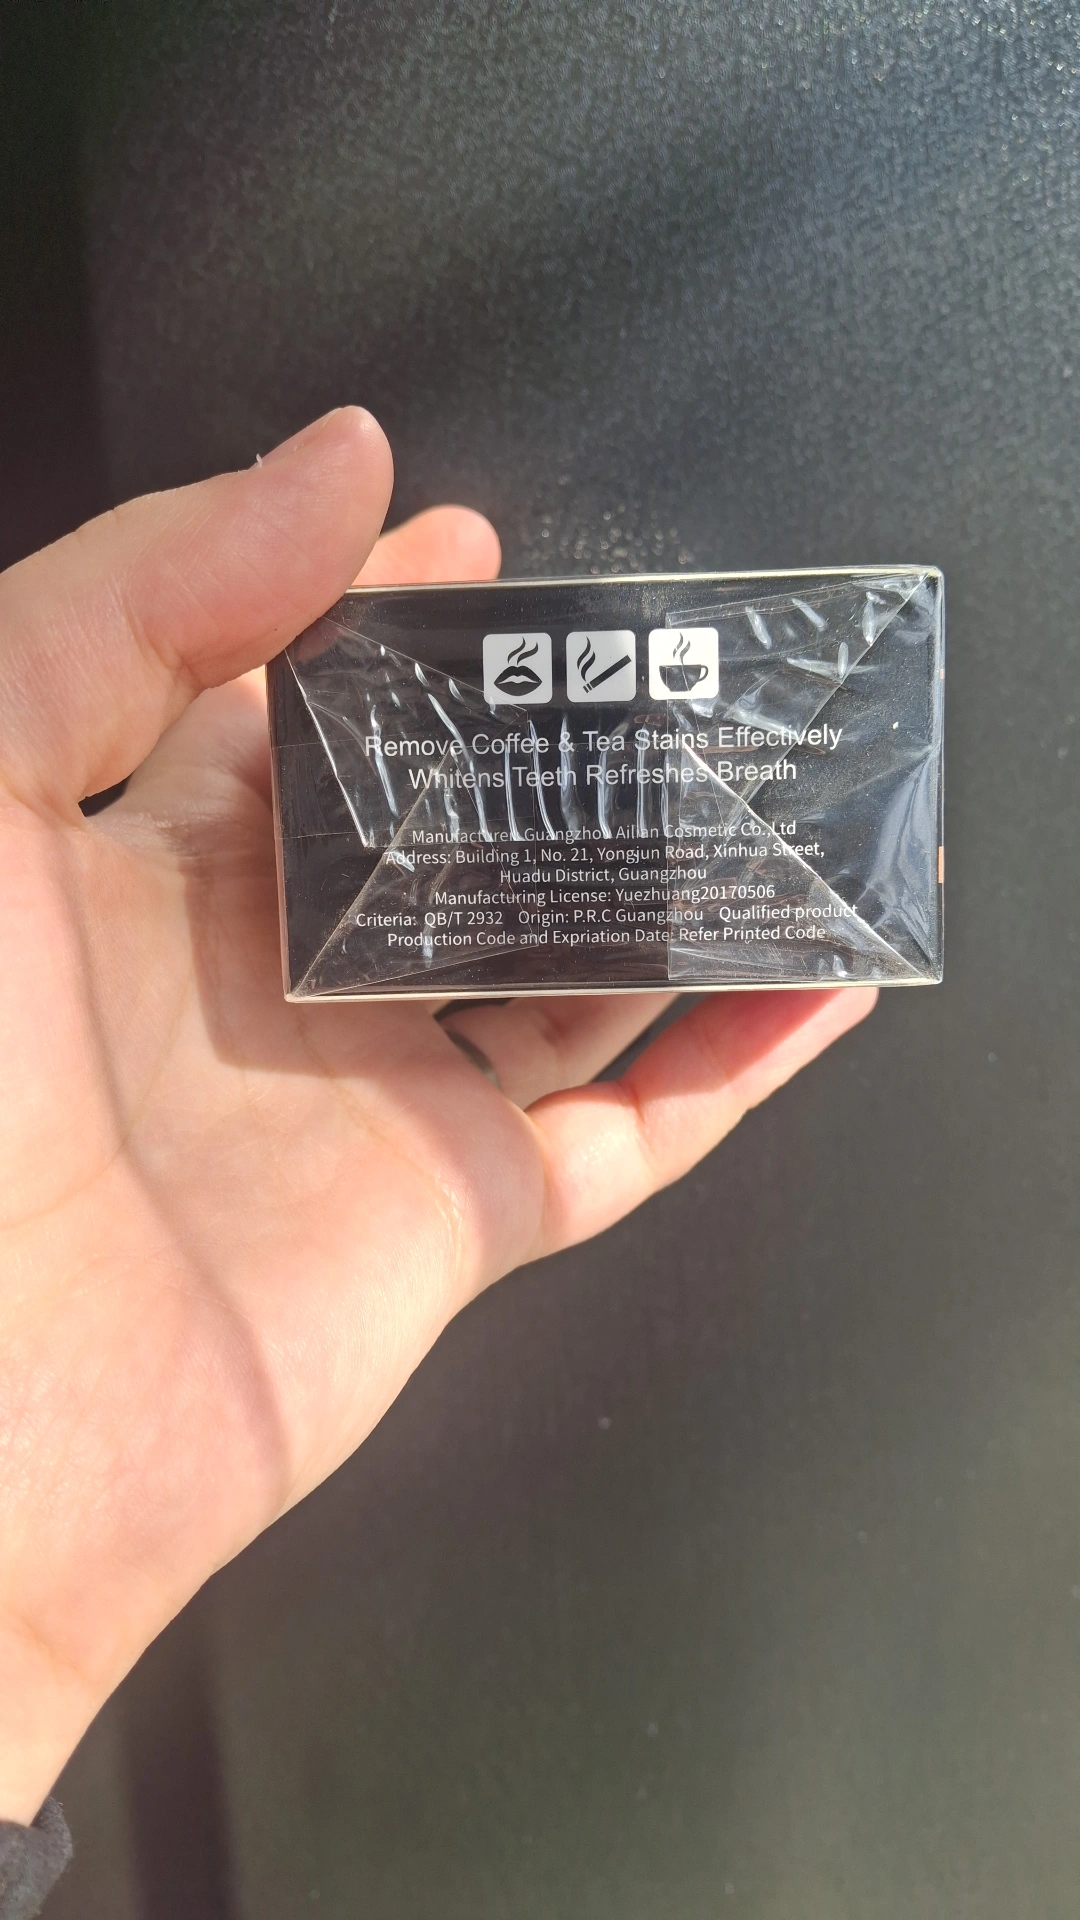 Remove Coffee & Tea Stains Effectively
Whitens Teeth Refreshes Breath
Manufacturer: Guangzhou Ailian Cosmetic Co.,Ltd
Address: Building 1, No. 21, Yongjun Road, Xinhua Street,
Huadu District, Guangzhou
Manufacturing License: Yuezhuang20170506
Criteria: QB/T 2932 Origin: P.R.C Guangzhou Qualified product
Production Code and Expriation Date: Refer Printed Code